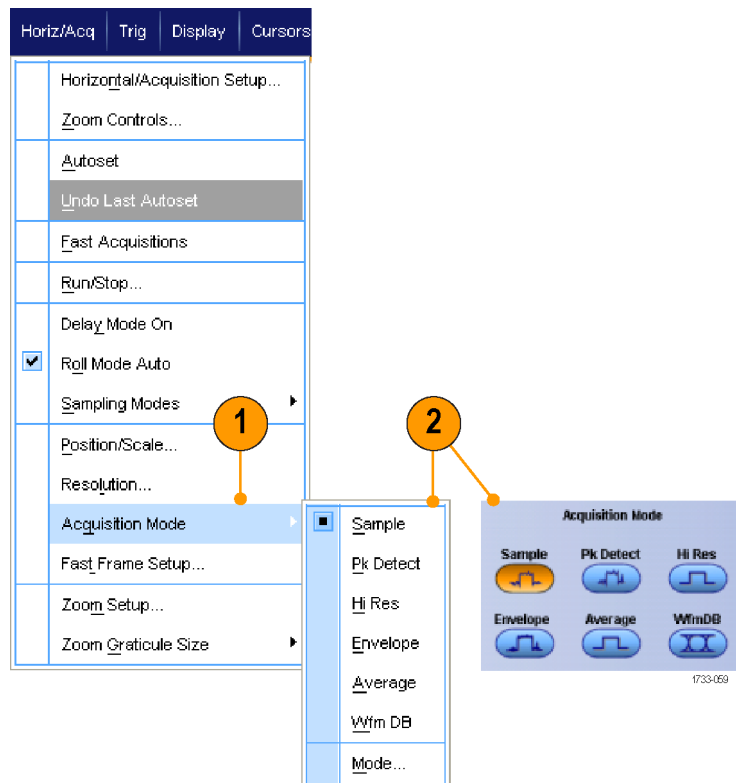 Horiz/Acq Trig Display Cursors
Horizontal/Acquisition Setup...
Zoom Controls...
Autoset
Undo Last Autoset
Fast Acquisitions
Run/Stop...
Delay Mode On
Roll Mode Auto
Sampling Modes
1
Position/Scale...
Resolution...
Acquisition Mode
Fast Frame Setup...
Zoom Setup...
Zoom Graticule Size
2
Sample
Pk Detect
Hi Res
Envelope
Average
Wfm DB
Mode...
Acquisition Mode
Sample Pk Detect Hi Res
Envelope Average WfmDB
1733-059